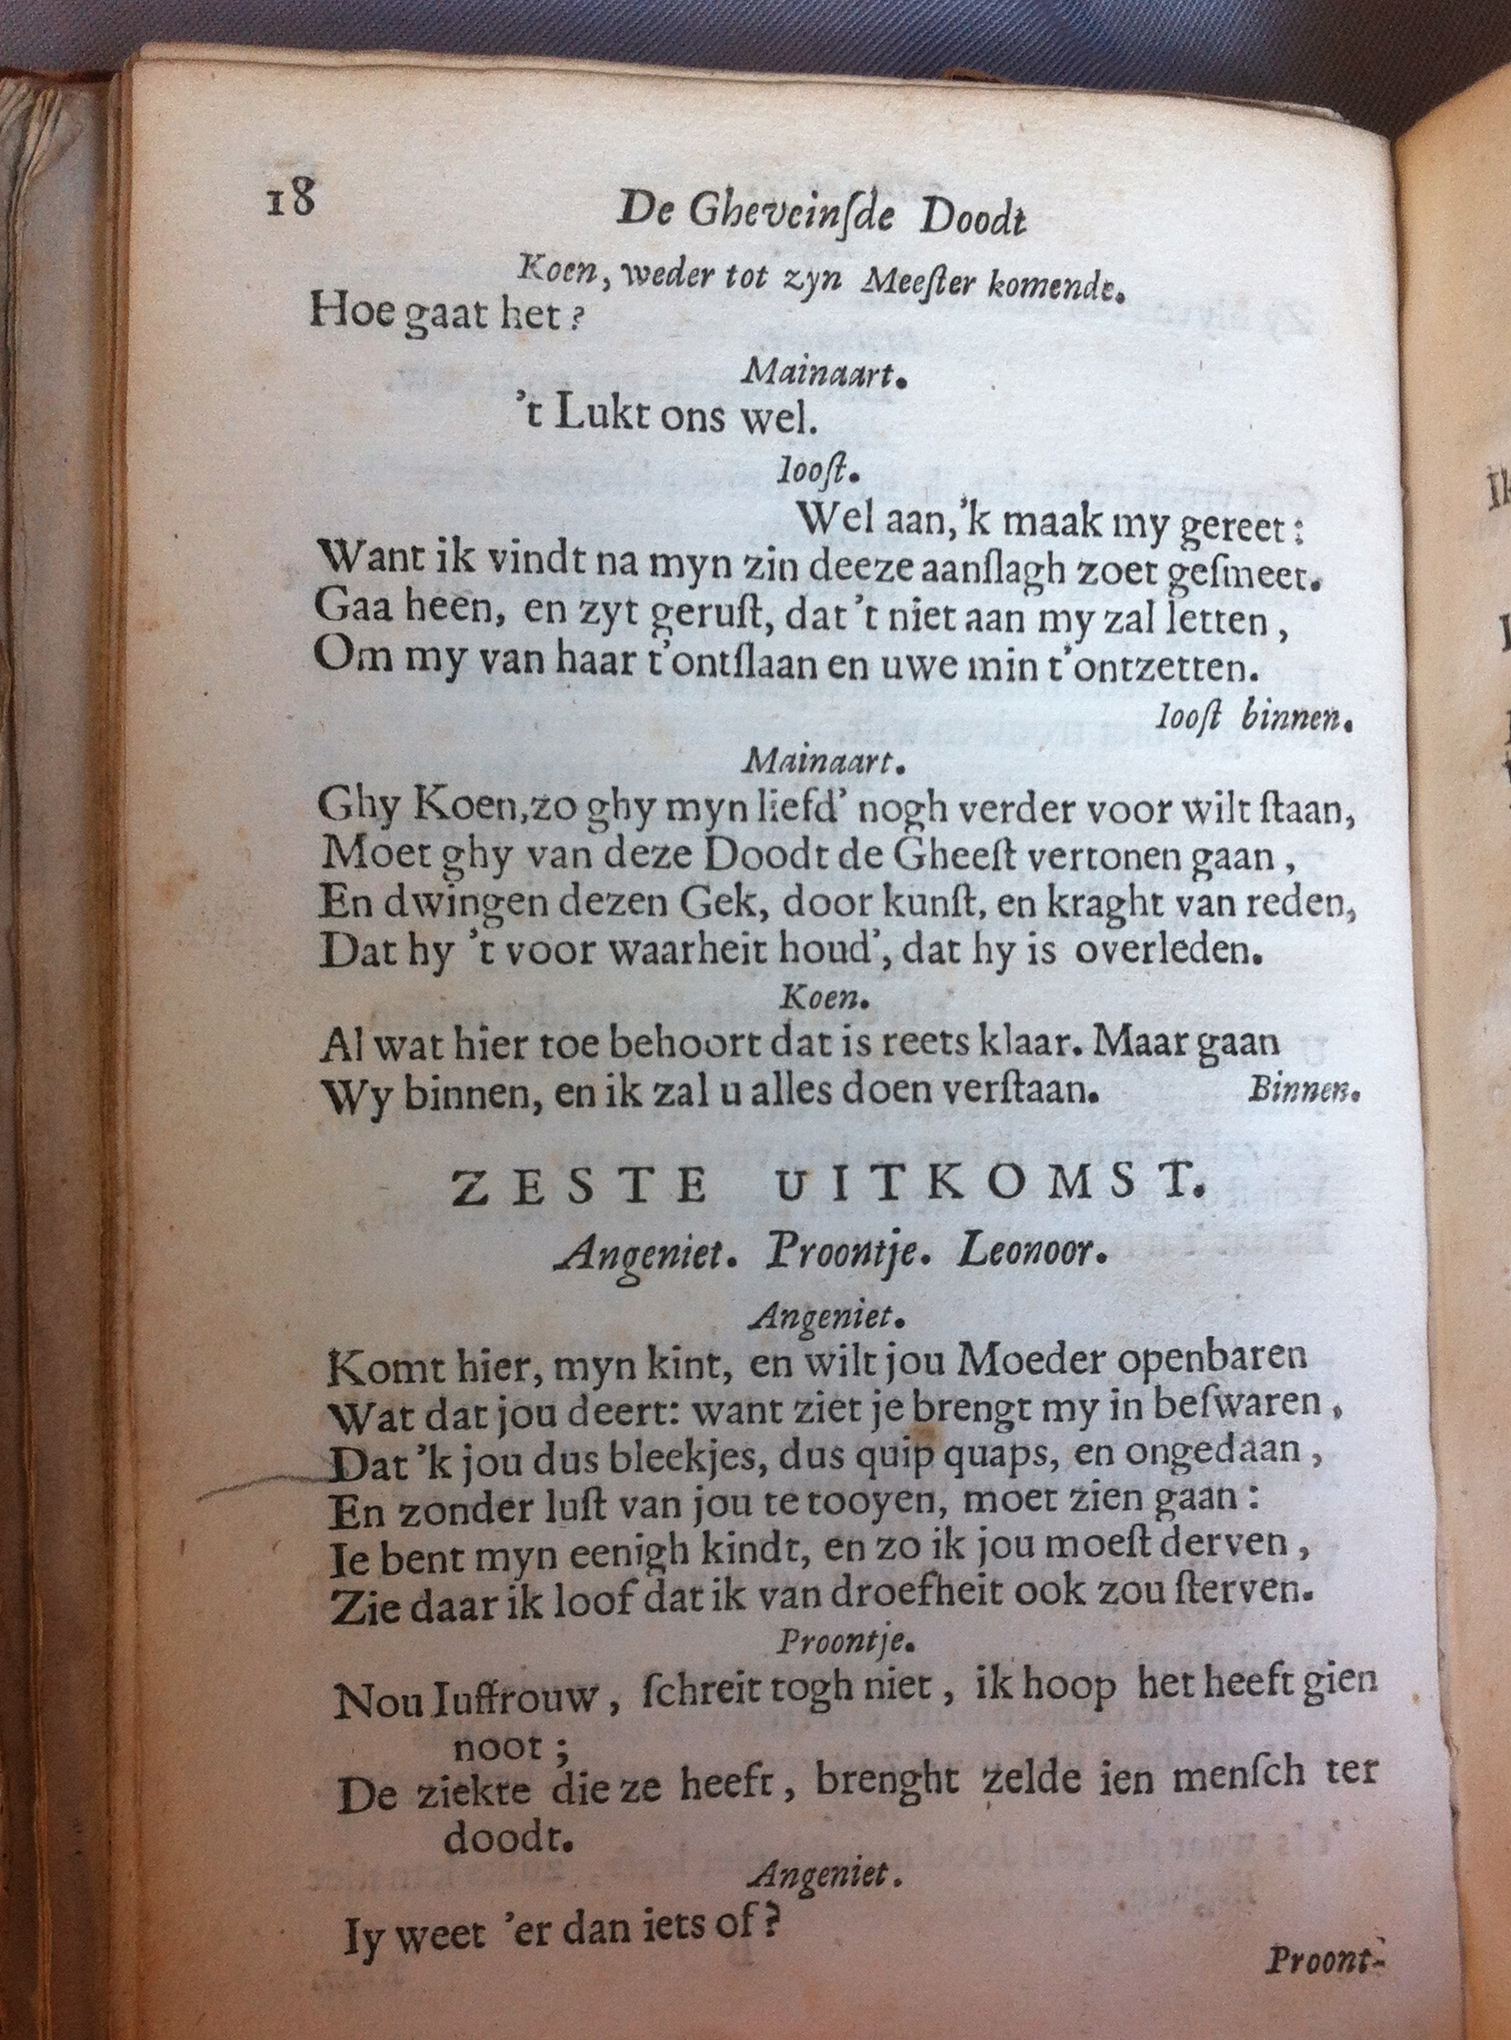 18
De Gheveinſde Doodt
Koen, weder tot zyn Meeſter komende.
Hoe gaat het?
Mainaart.
't Lukt ons wel.
Iooſt.
Wel aan,'k maak my gereet:
Want ik vindt na myn zin deeze aanſlagh zoet geſmeet.
Gaa heen, en zyt geruſt, dat 't niet aan my zal letten,
Om my van haar t'ontſlaan en uwe min t'ontzetten.
Iooſt binnen.
Mainaart.
Ghy Koen,zo ghy myn liefd' nogh verder voor wilt ſtaan,
Moet ghy van deze Doodt de Gheeſt vertonen gaan,
En dwingen dezen Gek, door kunſt, en kraght van reden,
Dat hy 't voor waarheit houd', dat hy is overleden.
Koen.
Al wat hier toe behoort dat is reets klaar. Maar gaan
Wy binnen, en ik zal u alles doen verſtaan. Binnen.
ZESTE UITKOMST.
Angeniet. Proontje. Leonoor.
Angeniet.
Komt hier, myn kint, en wilt jou Moeder openbaren
Wat dat jou deert: want ziet je brengt my in beſwaren,
Dat 'k jou dus bleekjes, dus quip quaps, en ongedaan,
En zonder luſt van jou te tooyen, moet zien gaan:
Ie bent myn eenigh kindt, en zo ik jou moeſt derven,
Zie daar ik loof dat ik van droefheit ook zou ſterven.
Proontje.
Nou Iuffrouw, ſchreit togh niet, ik hoop het heeft gien
noot;
De ziekte die ze heeft, brenght zelde ien menſch ter
doodt.
Angeniet.
Iy weet 'er dan iets of?
Proont-